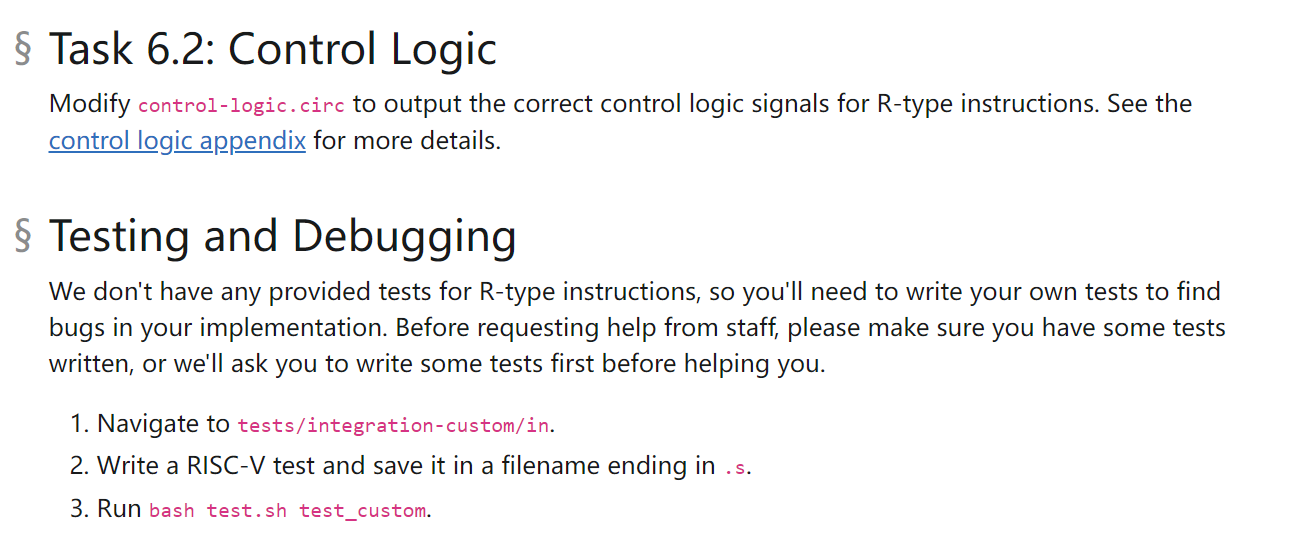 § Task 6.2: Control Logic
Modify control-logic.circ to output the correct control logic signals for R-type instructions. See the
control logic appendix for more details.
§ Testing and Debugging
We don't have any provided tests for R-type instructions, so you'll need to write your own tests to find
bugs in your implementation. Before requesting help from staff, please make sure you have some tests
written, or we'll ask you to write some tests first before helping you.
1. Navigate to tests/integration-custom/in.
2. Write a RISC-V test and save it in a filename ending in .s.
3. Run bash test.sh test_custom.